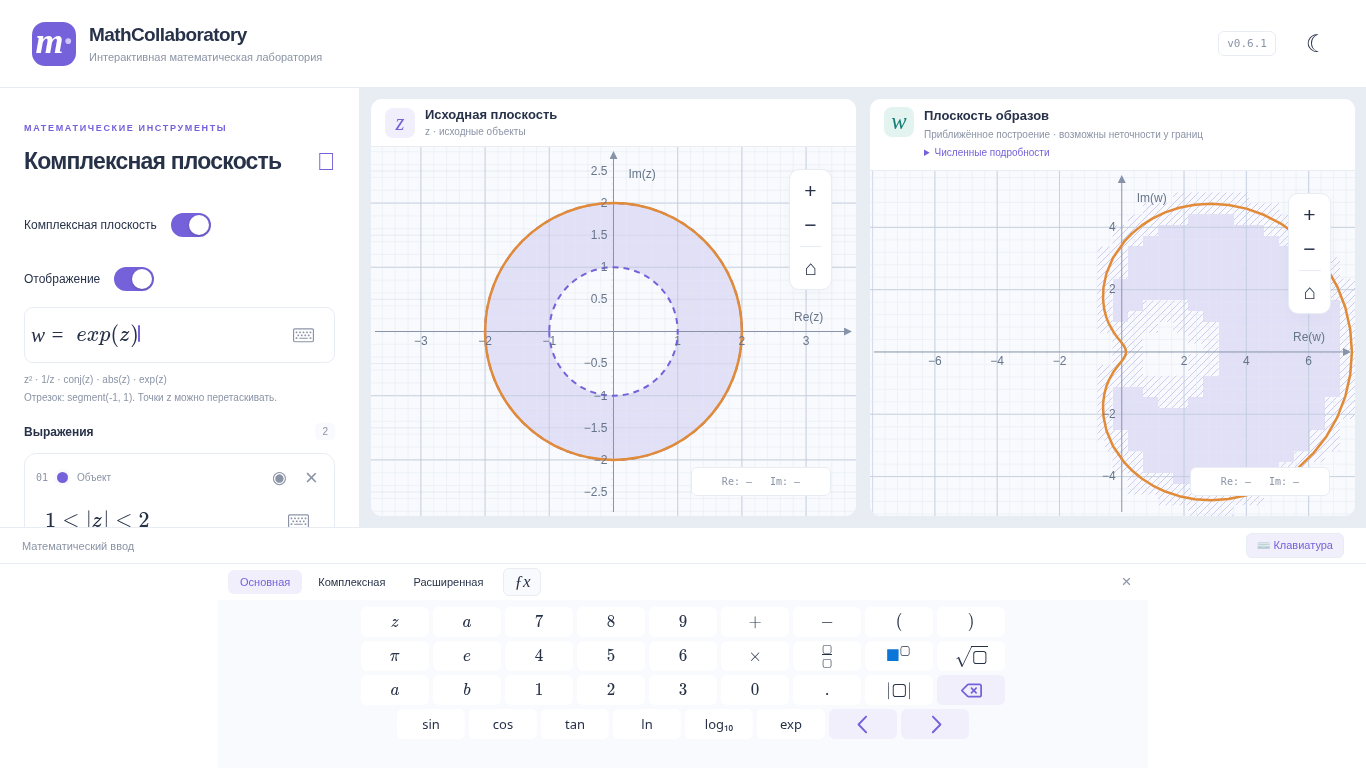 m
MathCollaboratory
Интерактивная математическая лаборатория
v0.6.1
МАТЕМАТИЧЕСКИЕ ИНСТРУМЕНТЫ
Комплексная плоскость
Комплексная плоскость
Отображение
w = exp(z)
z² · 1/z · conj(z) · abs(z) · exp(z)
Отрезок: segment(-1, 1). Точки z можно перетаскивать.
Выражения 2
01 Объект
1 < |z| < 2
z
Исходная плоскость
z · исходные объекты
Im(z)
Re(z)
2.5
2
1.5
1
0.5
−0.5
−1
−1.5
−2
−2.5
−3 −2 −1 1 2 3
+
−
Re: — Im: —
w
Плоскость образов
Приближённое построение · возможны неточности у границ
Численные подробности
Im(w)
Re(w)
4
2
−2
−4
−6 −4 −2 2 4 6
+
−
Re: — Im: —
Математический ввод
Клавиатура
Основная Комплексная Расширенная ƒx
z a 7 8 9 + − ( )
π e 4 5 6 × √
a b 1 2 3 0 . | |
sin cos tan ln log₁₀ exp